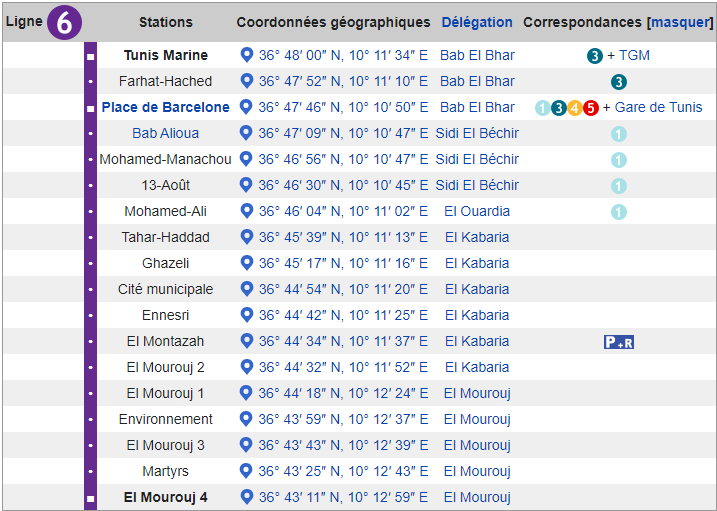 Ligne 6 Stations Coordonnées géographiques Délégation Correspondances [masquer]
Tunis Marine 36° 48′ 00″ N, 10° 11′ 34″ E Bab El Bhar 3 + TGM
Farhat-Hached 36° 47′ 52″ N, 10° 11′ 10″ E Bab El Bhar 3
Place de Barcelone 36° 47′ 46″ N, 10° 10′ 50″ E Bab El Bhar 1 3 4 5 + Gare de Tunis
Bab Alioua 36° 47′ 09″ N, 10° 10′ 47″ E Sidi El Béchir 1
Mohamed-Manachou 36° 46′ 56″ N, 10° 10′ 47″ E Sidi El Béchir 1
13-Août 36° 46′ 30″ N, 10° 10′ 45″ E Sidi El Béchir 1
Mohamed-Ali 36° 46′ 04″ N, 10° 11′ 02″ E El Ouardia 1
Tahar-Haddad 36° 45′ 39″ N, 10° 11′ 13″ E El Kabaria
Ghazeli 36° 45′ 17″ N, 10° 11′ 16″ E El Kabaria
Cité municipale 36° 44′ 54″ N, 10° 11′ 20″ E El Kabaria
Ennesri 36° 44′ 42″ N, 10° 11′ 25″ E El Kabaria
El Montazah 36° 44′ 34″ N, 10° 11′ 37″ E El Kabaria P+R
El Mourouj 2 36° 44′ 32″ N, 10° 11′ 52″ E El Kabaria
El Mourouj 1 36° 44′ 18″ N, 10° 12′ 24″ E El Mourouj
Environnement 36° 43′ 59″ N, 10° 12′ 37″ E El Mourouj
El Mourouj 3 36° 43′ 43″ N, 10° 12′ 39″ E El Mourouj
Martyrs 36° 43′ 25″ N, 10° 12′ 43″ E El Mourouj
El Mourouj 4 36° 43′ 11″ N, 10° 12′ 59″ E El Mourouj